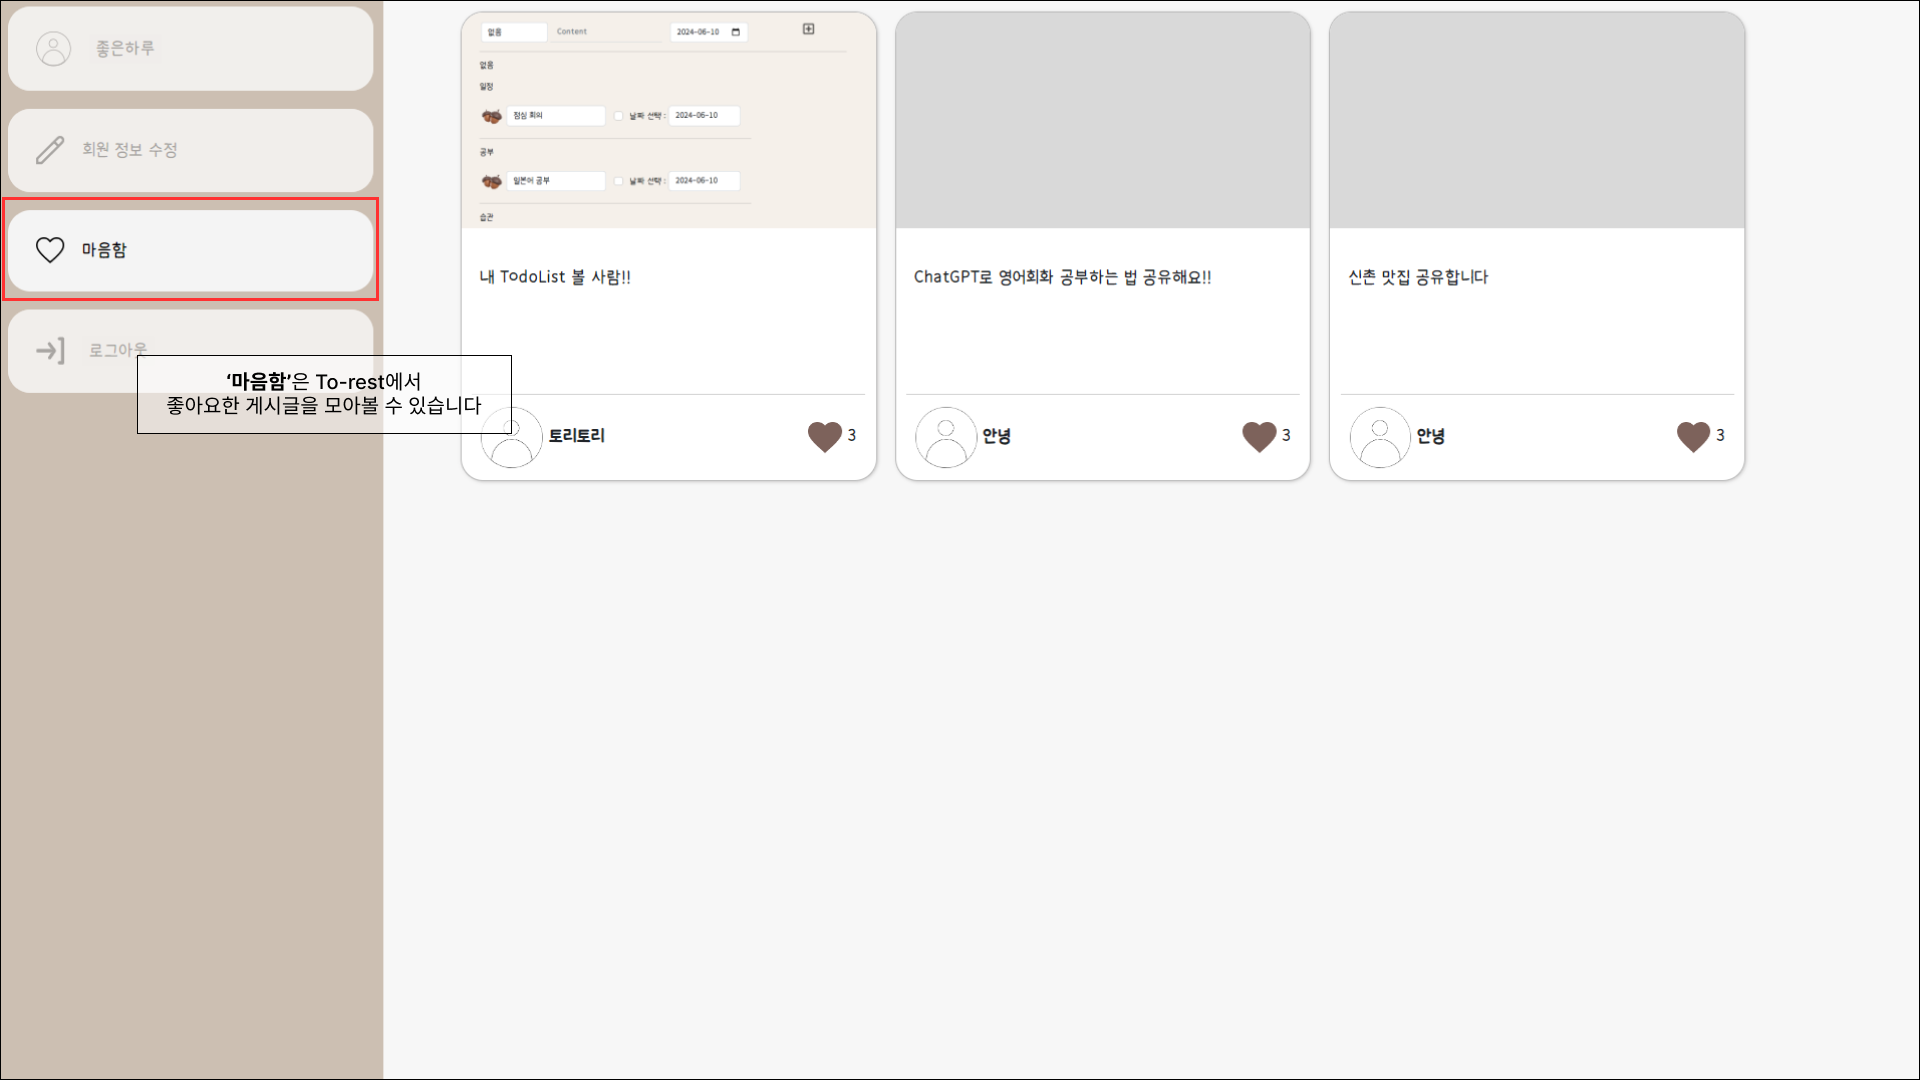 좋은하루
회원 정보 수정
마음함
로그아웃
‘마음함’은 To-rest에서
좋아요한 게시글을 모아볼 수 있습니다
없음 Content 2024-06-10
없음
일정
점심 회의 날짜 선택 : 2024-06-10
공부
일본어 공부 날짜 선택 : 2024-06-10
습관
내 TodoList 볼 사람!!
토리토리 3
ChatGPT로 영어회화 공부하는 법 공유해요!!
안녕 3
신촌 맛집 공유합니다
안녕 3